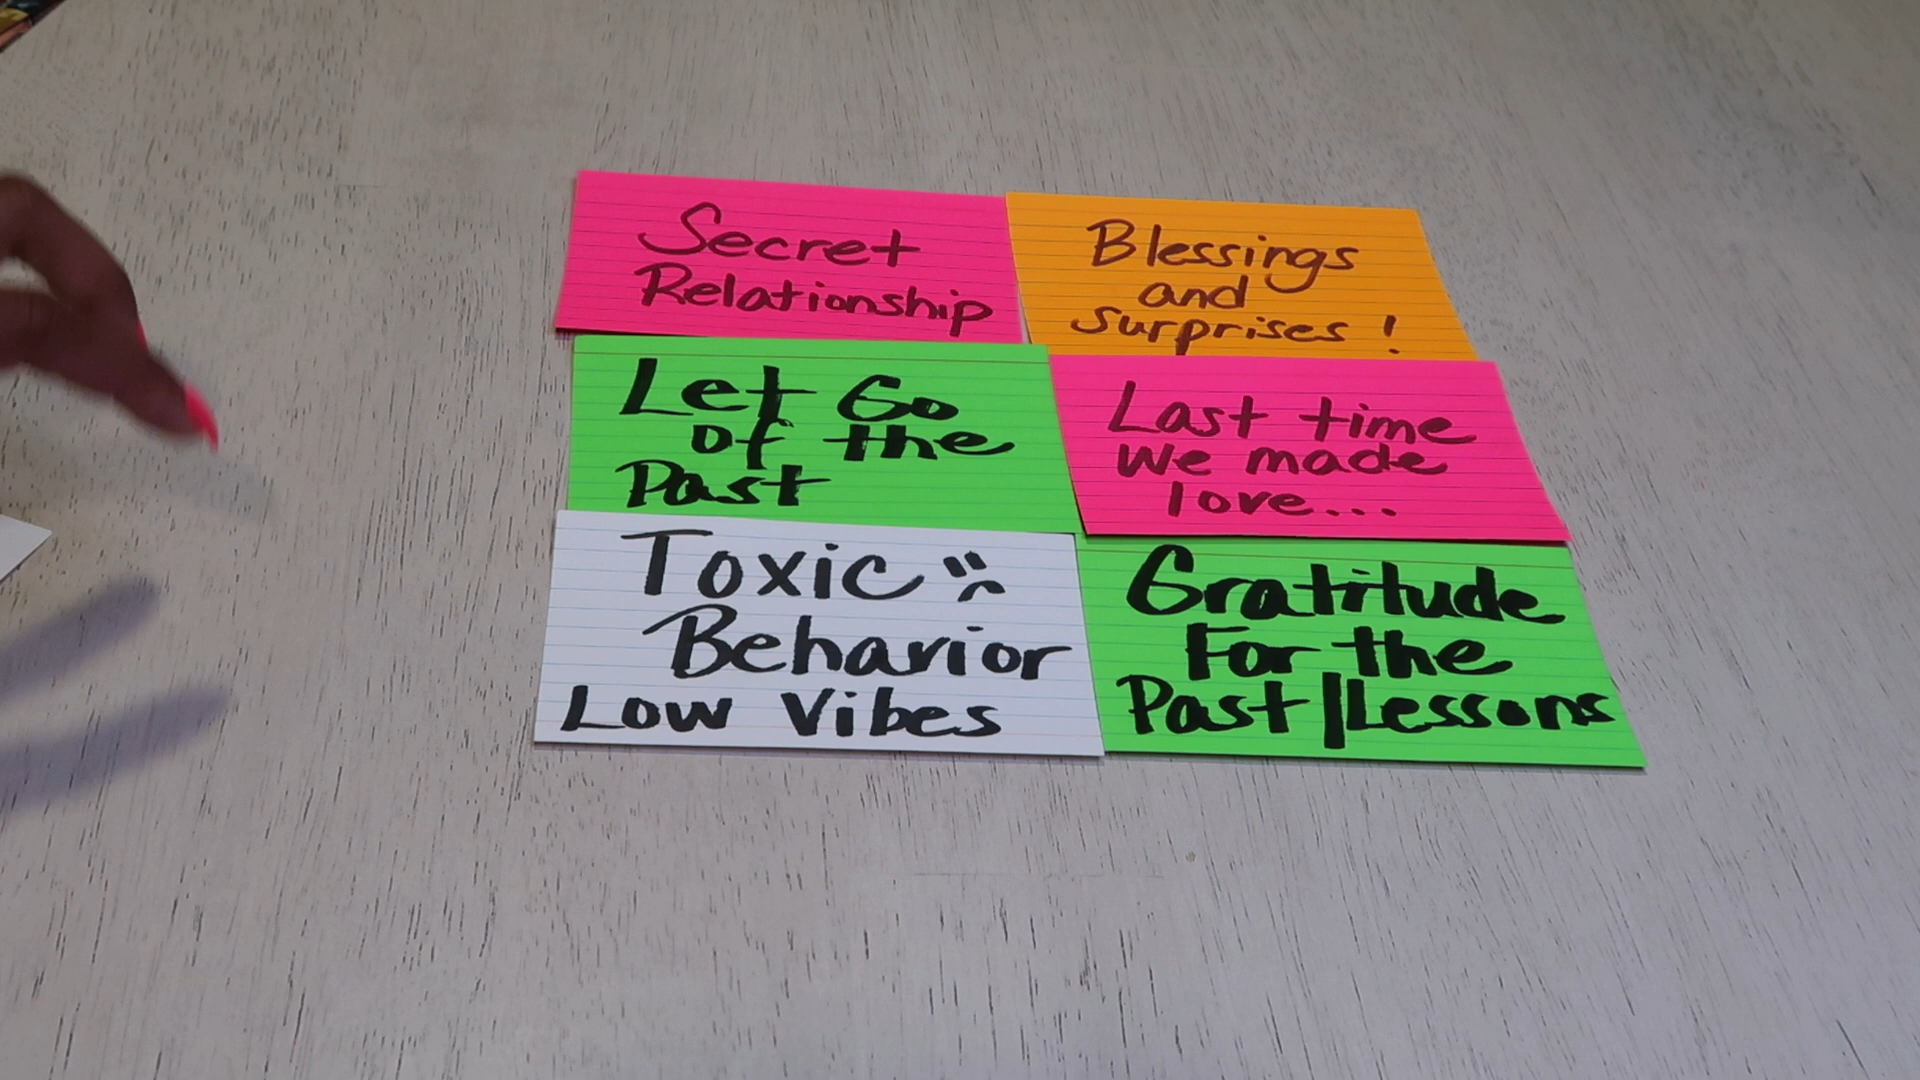 Secret
Relationship
Blessings
and
Surprises!
Let Go
of the
Past
Last time
We made
love...
Toxic
Behavior
Low Vibes
Gratitude
For the
Past|Lessons